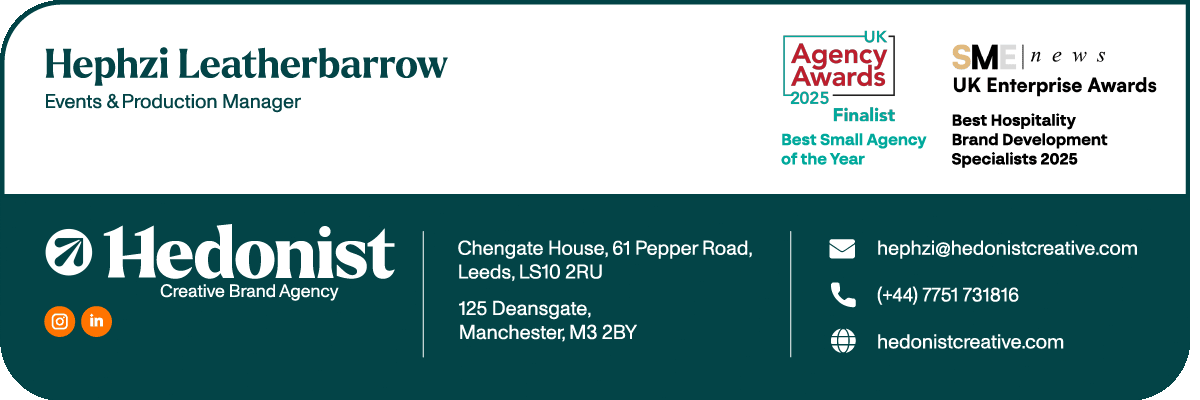 Hephzi Leatherbarrow
Events & Production Manager
UK
Agency
Awards
2025
Finalist
Best Small Agency
of the Year
SME news
UK Enterprise Awards
Best Hospitality
Brand Development
Specialists 2025
Hedonist
Creative Brand Agency
in
Chengate House, 61 Pepper Road,
Leeds, LS10 2RU
125 Deansgate,
Manchester, M3 2BY
hephzi@hedonistcreative.com
(+44) 7751 731816
hedonistcreative.com